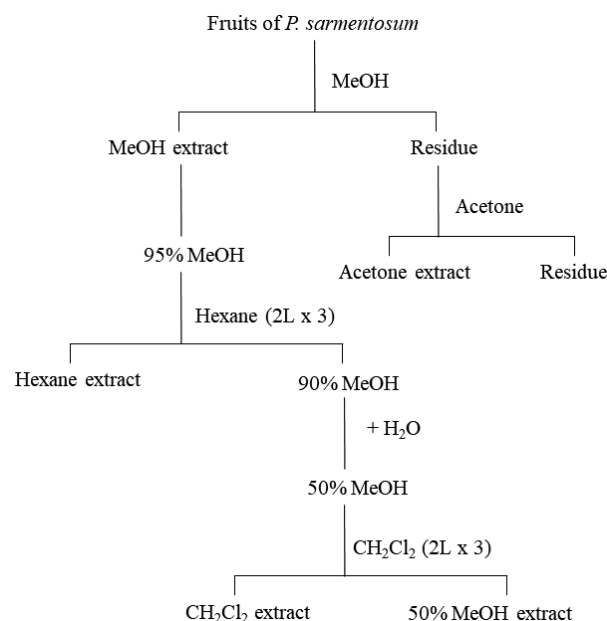 Fruits of P. sarmentosum
MeOH
MeOH extract
Residue
Acetone
95% MeOH
Acetone extract
Residue
Hexane (2L x 3)
Hexane extract
90% MeOH
+ H₂O
50% MeOH
CH₂Cl₂ (2L x 3)
CH₂Cl₂ extract
50% MeOH extract